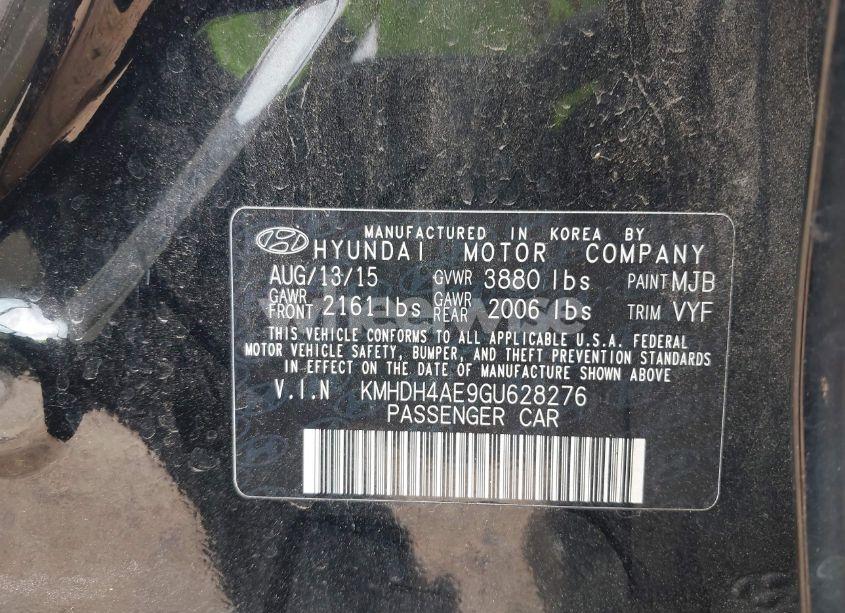 MANUFACTURED IN KOREA BY
HYUNDAI MOTOR COMPANY
AUG/13/15 GVWR 3880 lbs PAINT MJB
GAWR FRONT 2161 lbs GAWR REAR 2006 lbs TRIM VYF
wheelwise
THIS VEHICLE CONFORMS TO ALL APPLICABLE U.S.A. FEDERAL
MOTOR VEHICLE SAFETY, BUMPER, AND THEFT PREVENTION STANDARDS
IN EFFECT ON THE DATE OF MANUFACTURE SHOWN ABOVE
V.I.N KMHDH4AE9GU628276
PASSENGER CAR